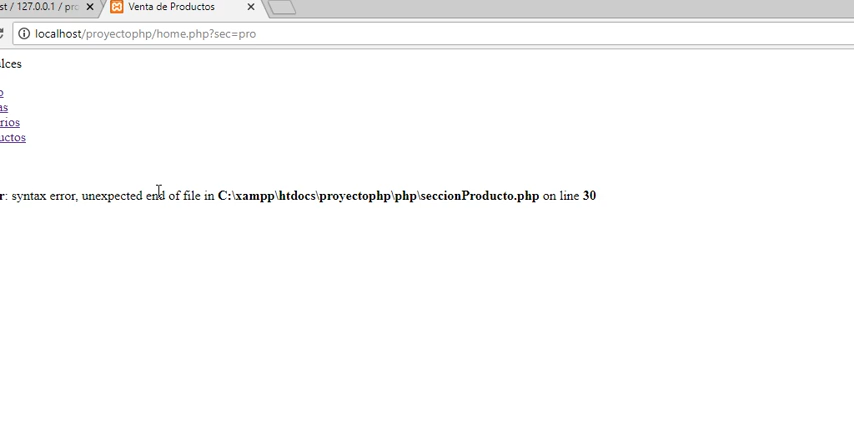 st / 127.0.0.1 / pro
Venta de Productos
localhost/proyectophp/home.php?sec=pro
lces
o
as
rios
uctos
r: syntax error, unexpected end of file in C:\xampp\htdocs\proyectophp\php\seccionProducto.php on line 30